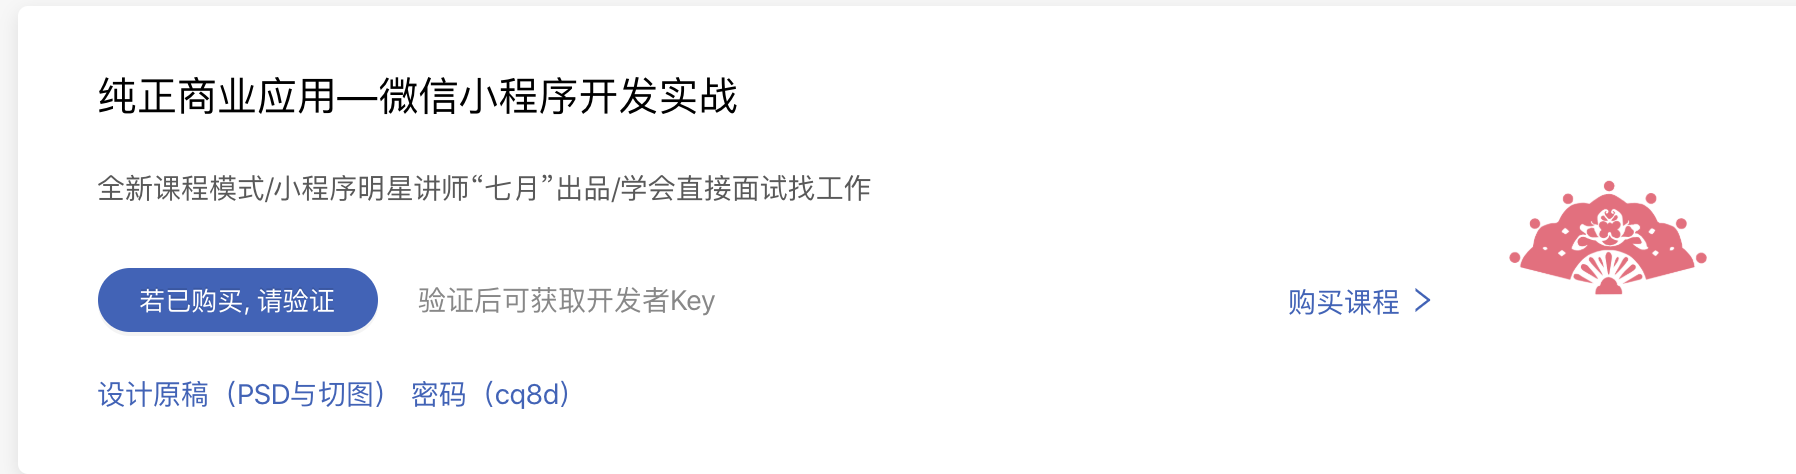 纯正商业应用—微信小程序开发实战
全新课程模式/小程序明星讲师“七月”出品/学会直接面试找工作
若已购买, 请验证
验证后可获取开发者Key
购买课程
设计原稿（PSD与切图） 密码（cq8d）